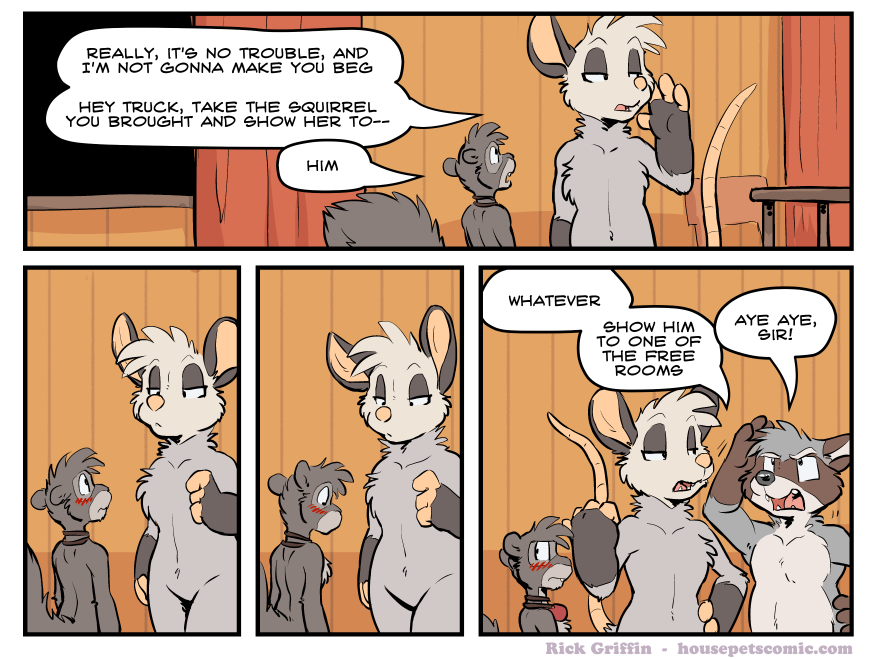 REALLY, IT'S NO TROUBLE, AND
I'M NOT GONNA MAKE YOU BEG
HEY TRUCK, TAKE THE SQUIRREL
YOU BROUGHT AND SHOW HER TO--
HIM
WHATEVER
SHOW HIM
TO ONE OF
THE FREE
ROOMS
AYE AYE,
SIR!
Rick Griffin - housepetscomic.com